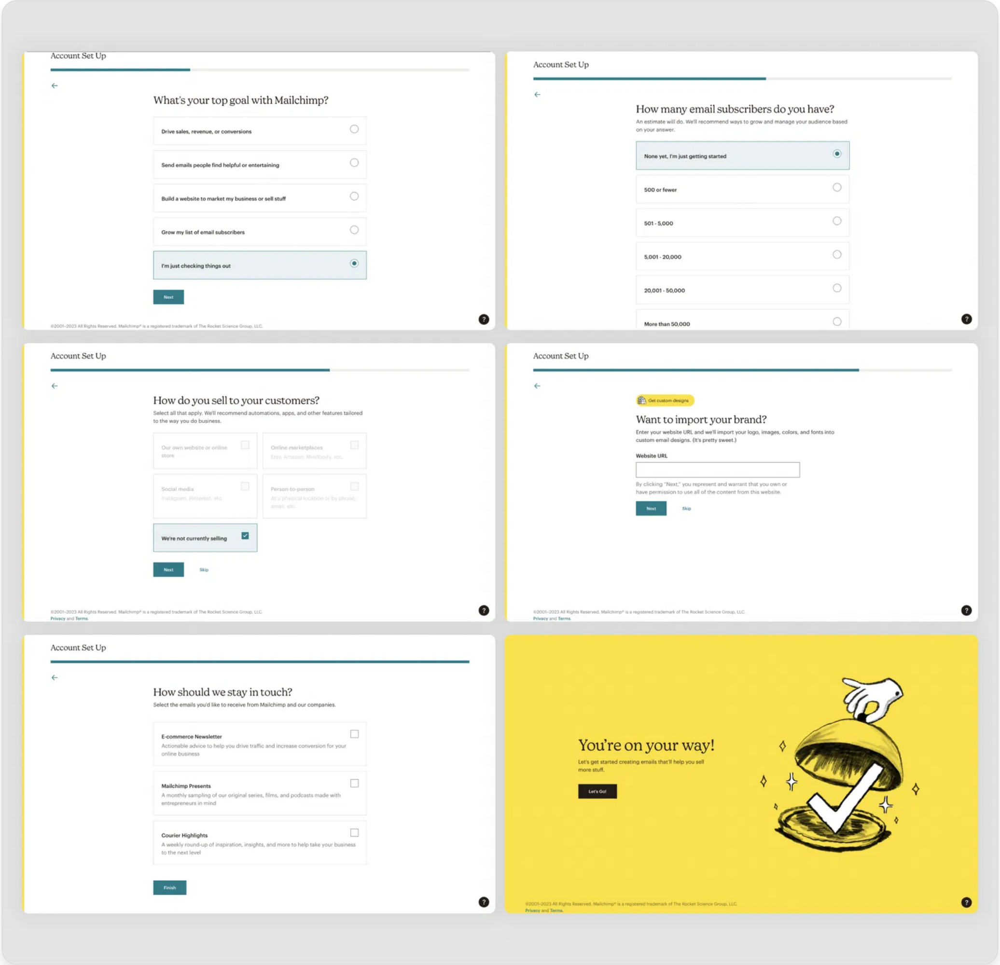 Account Set Up
What's your top goal with Mailchimp?
Drive sales, revenue, or conversions
Send emails people find helpful or entertaining
Build a website to market my business or sell stuff
Grow my list of email subscribers
I'm just checking things out
Next
?
©2001–2023 All Rights Reserved. Mailchimp® is a registered trademark of The Rocket Science Group, LLC.
Account Set Up
How many email subscribers do you have?
An estimate will do. We'll recommend ways to grow and manage your audience based
on your answer.
None yet, I'm just getting started
500 or fewer
501 - 5,000
5,001 - 20,000
20,001 - 50,000
More than 50,000
?
Account Set Up
How do you sell to your customers?
Select all that apply. We'll recommend automations, apps, and other features tailored
to the way you do business.
Our own website or online
store
Online marketplaces
Etsy, Amazon, Mindbody, etc.
Social media
Instagram, Pinterest, etc.
Person-to-person
At a physical location or by phone,
email, etc.
We're not currently selling
Next
Skip
?
©2001–2023 All Rights Reserved. Mailchimp® is a registered trademark of The Rocket Science Group, LLC.
Privacy and Terms.
Account Set Up
Get custom designs
Want to import your brand?
Enter your website URL and we'll import your logo, images, colors, and fonts into
custom email designs. (It's pretty sweet.)
Website URL
By clicking "Next," you represent and warrant that you own or
have permission to use all of the content from this website.
Next
Skip
?
©2001–2023 All Rights Reserved. Mailchimp® is a registered trademark of The Rocket Science Group, LLC.
Privacy and Terms.
Account Set Up
How should we stay in touch?
Select the emails you'd like to receive from Mailchimp and our companies.
E-commerce Newsletter
Actionable advice to help you drive traffic and increase conversion for your
online business
Mailchimp Presents
A monthly sampling of our original series, films, and podcasts made with
entrepreneurs in mind
Courier Highlights
A weekly round-up of inspiration, insights, and more to help take your business
to the next level
Finish
?
You're on your way!
Let's get started creating emails that'll help you sell
more stuff.
Let's Go!
?
©2001–2023 All Rights Reserved. Mailchimp® is a registered trademark of The Rocket Science Group, LLC.
Privacy and Terms.